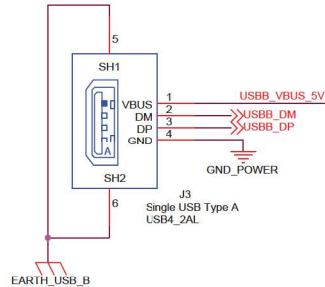 5
SH1
VBUS 1 USBB_VBUS_5V
DM 2 USBB_DM
DP 3 USBB_DP
GND 4
A
GND_POWER
SH2
6
J3
Single USB Type A
USB4_2AL
EARTH_USB_B